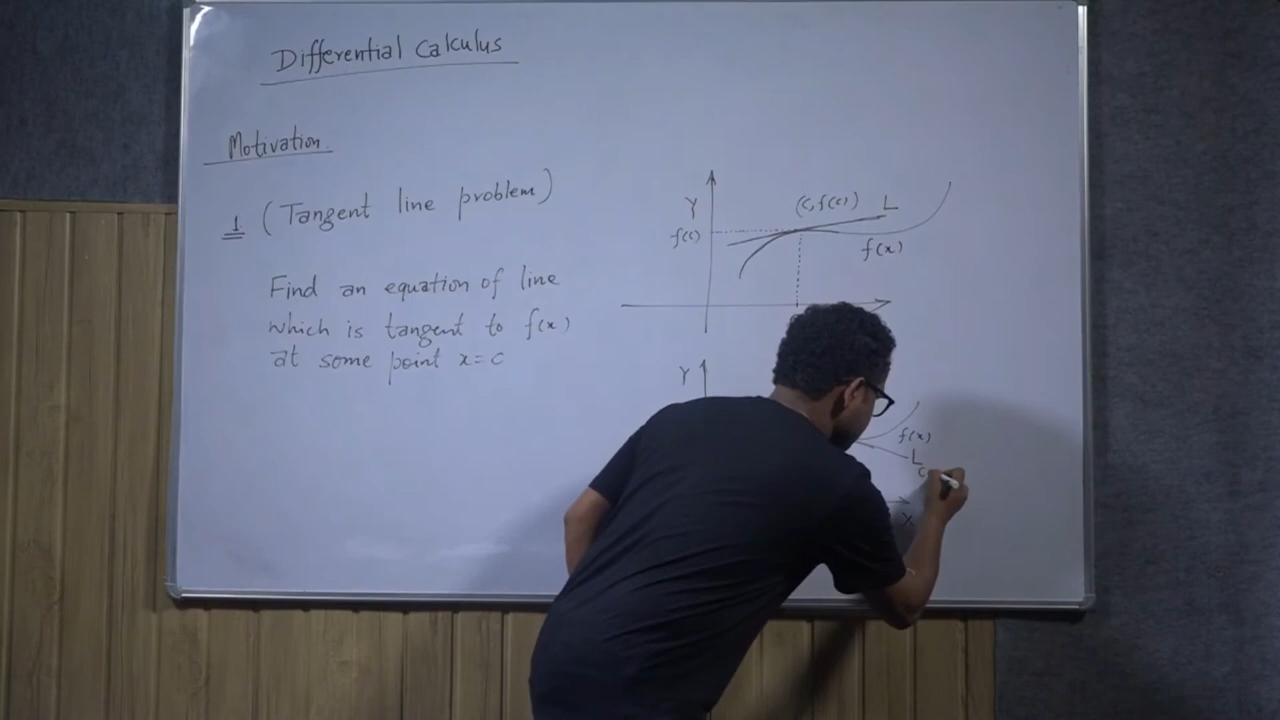 Differential Calculus
Motivation.
1 (Tangent line problem)
Find an equation of line
which is tangent to f(x)
at some point x=c
Y
(c, f(c))
L
f(c)
f(x)
Y
f(x)
L
c
X